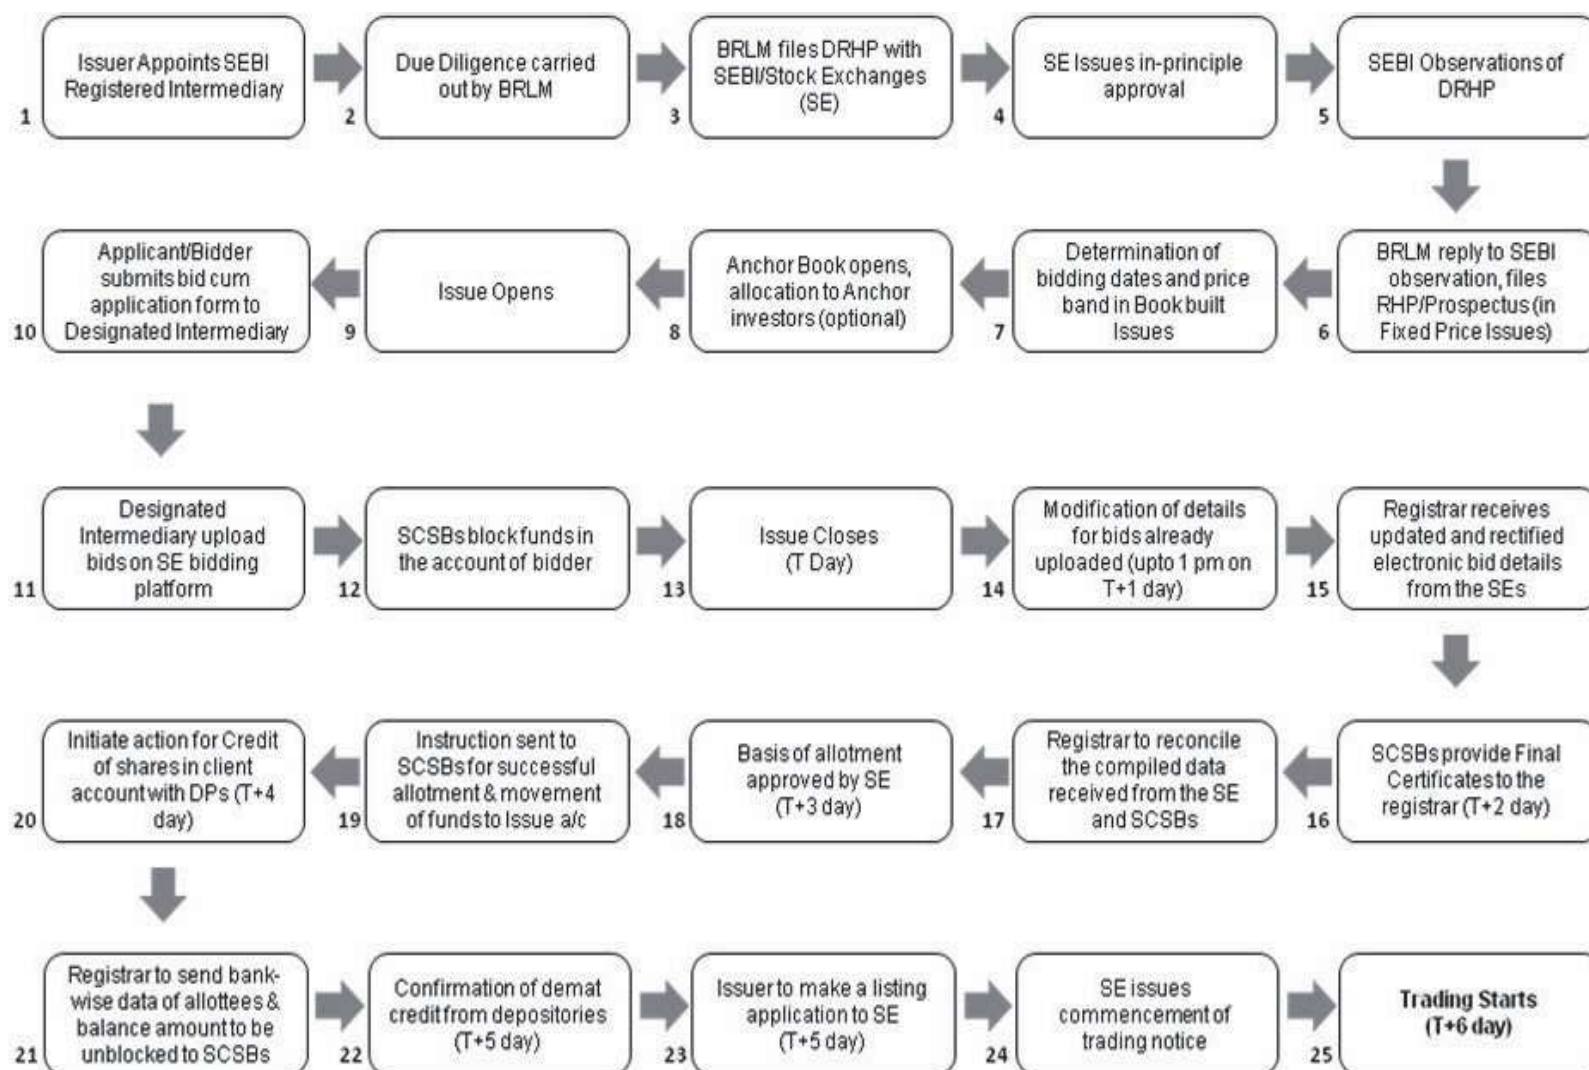 Issuer Appoints SEBI
Registered Intermediary
1
Due Diligence carried
out by BRLM
2
BRLM files DRHP with
SEBI/Stock Exchanges
(SE)
3
SE Issues in-principle
approval
4
SEBI Observations of
DRHP
5
BRLM reply to SEBI
observation, files
RHP/Prospectus (in
Fixed Price Issues)
6
Determination of
bidding dates and price
band in Book built
Issues
7
Anchor Book opens,
allocation to Anchor
investors (optional)
8
Issue Opens
9
Applicant/Bidder
submits bid cum
application form to
Designated Intermediary
10
Designated
Intermediary upload
bids on SE bidding
platform
11
SCSBs block funds in
the account of bidder
12
Issue Closes
(T Day)
13
Modification of details
for bids already
uploaded (upto 1 pm on
T+1 day)
14
Registrar receives
updated and rectified
electronic bid details
from the SEs
15
SCSBs provide Final
Certificates to the
registrar (T+2 day)
16
Registrar to reconcile
the compiled data
received from the SE
and SCSBs
17
Basis of allotment
approved by SE
(T+3 day)
18
Instruction sent to
SCSBs for successful
allotment & movement
of funds to Issue a/c
19
Initiate action for Credit
of shares in client
account with DPs (T+4
day)
20
Registrar to send bank-
wise data of allottees &
balance amount to be
unblocked to SCSBs
21
Confirmation of demat
credit from depositories
(T+5 day)
22
Issuer to make a listing
application to SE
(T+5 day)
23
SE issues
commencement of
trading notice
24
Trading Starts
(T+6 day)
25